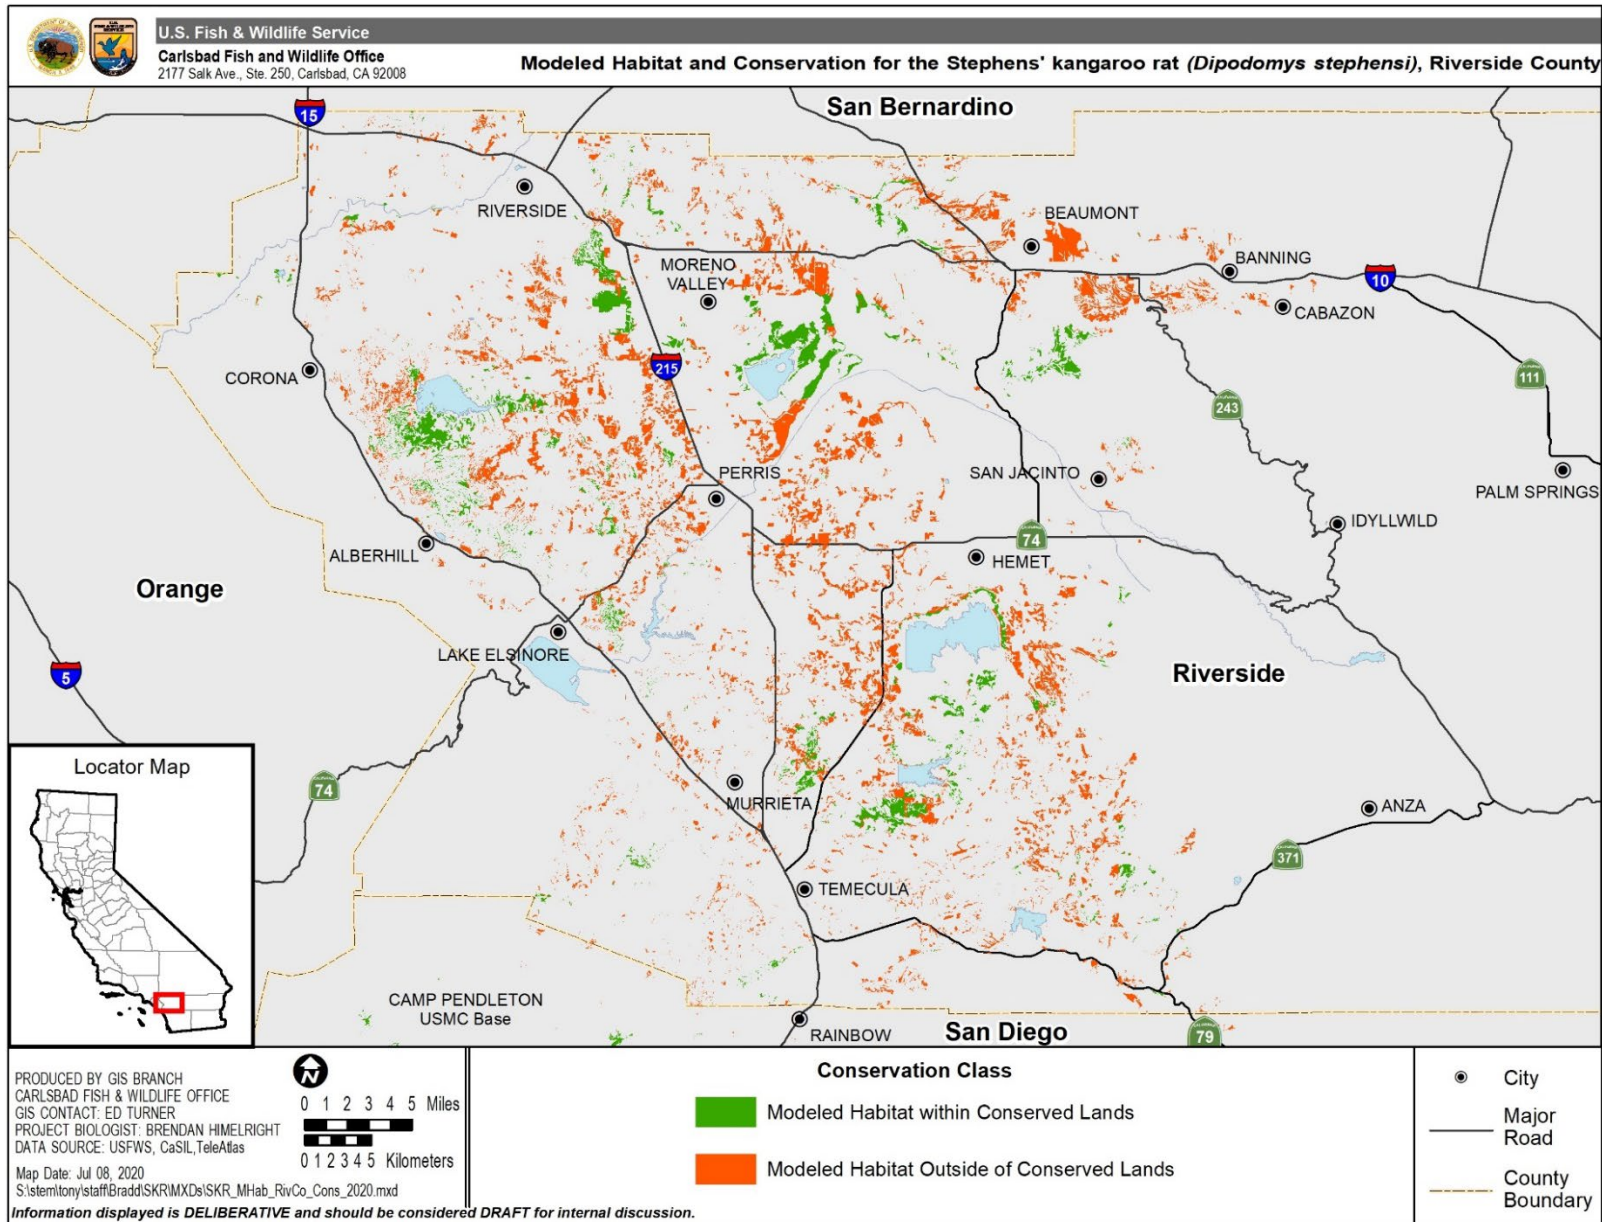 U.S. Fish & Wildlife Service
Carlsbad Fish and Wildlife Office
2177 Salk Ave., Ste. 250, Carlsbad, CA 92008
Modeled Habitat and Conservation for the Stephens' kangaroo rat (Dipodomys stephensi), Riverside County
San Bernardino
15
RIVERSIDE
BEAUMONT
MORENO
VALLEY
BANNING
10
CABAZON
CORONA
215
111
243
PERRIS
SAN JACINTO
PALM SPRINGS
IDYLLWILD
ALBERHILL
74
HEMET
Orange
LAKE ELSINORE
Riverside
5
Locator Map
74
MURRIETA
ANZA
371
TEMECULA
CAMP PENDLETON
USMC Base
RAINBOW
San Diego
79
PRODUCED BY GIS BRANCH
CARLSBAD FISH & WILDLIFE OFFICE
GIS CONTACT: ED TURNER
PROJECT BIOLOGIST: BRENDAN HIMELRIGHT
DATA SOURCE: USFWS, CaSIL,TeleAtlas
Map Date: Jul 08, 2020
S:\stem\tony\staff\Bradd\SKR\MXDs\SKR_MHab_RivCo_Cons_2020.mxd
Information displayed is DELIBERATIVE and should be considered DRAFT for internal discussion.
N
0 1 2 3 4 5 Miles
0 1 2 3 4 5 Kilometers
Conservation Class
Modeled Habitat within Conserved Lands
Modeled Habitat Outside of Conserved Lands
City
Major
Road
County
Boundary